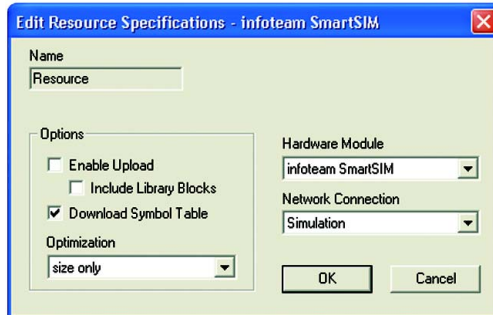 Edit Resource Specifications - infoteam SmartSIM
Name
Resource
Options
Enable Upload
Include Library Blocks
Download Symbol Table
Optimization
size only
Hardware Module
infoteam SmartSIM
Network Connection
Simulation
OK
Cancel